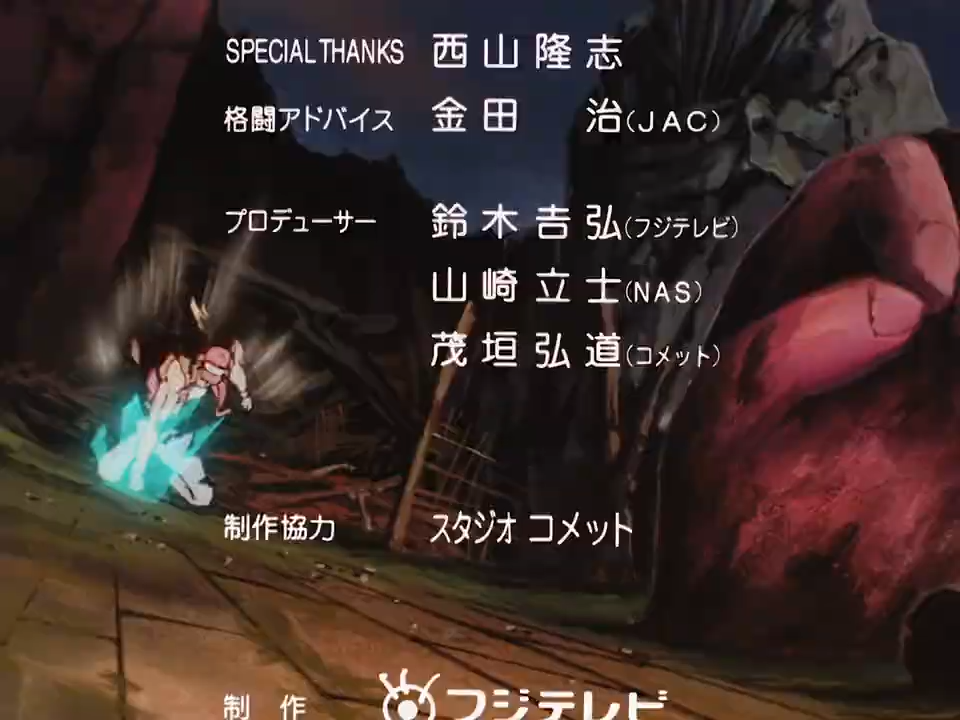 SPECIAL THANKS 西山隆志
格闘アドバイス 金田 治(JAC)
プロデューサー 鈴木吉弘(フジテレビ)
山崎立士(NAS)
茂垣弘道(コメット)
制作協力 スタジオ コメット
制 作 フジテレビ